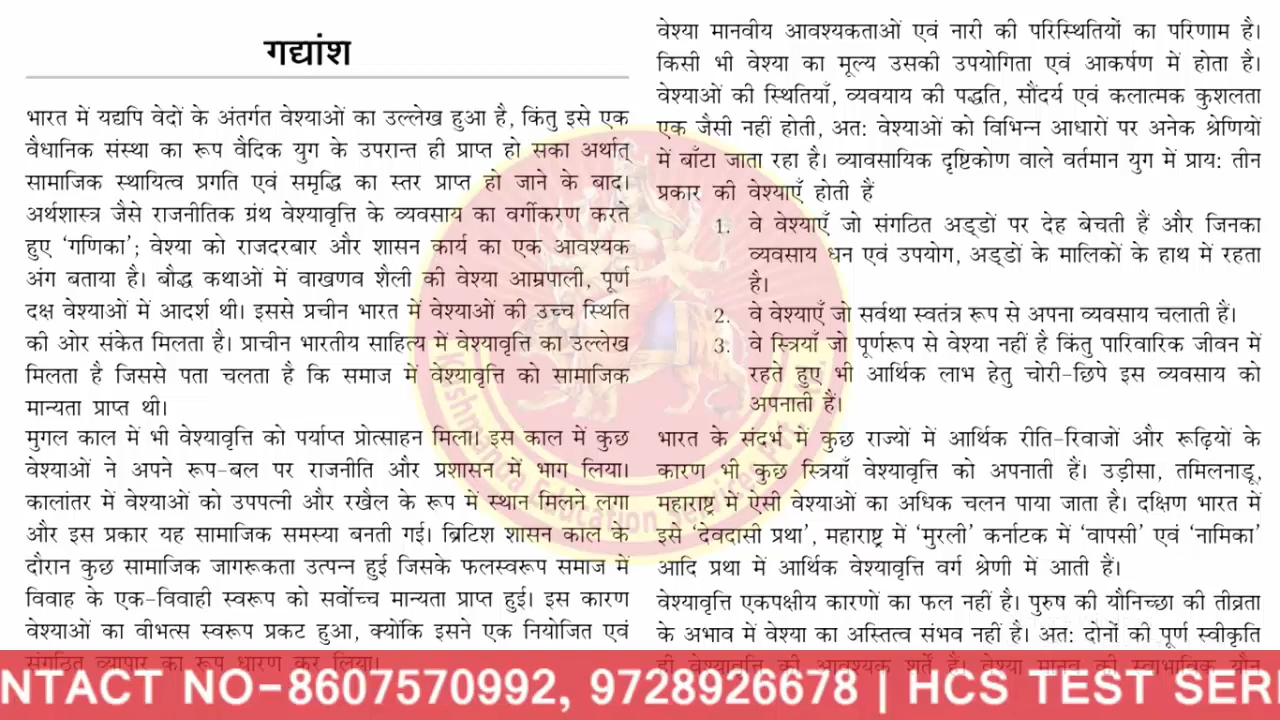 गद्यांश
भारत में यद्यपि वेदों के अंतर्गत वेश्याओं का उल्लेख हुआ है, किंतु इसे एक
वैधानिक संस्था का रूप वैदिक युग के उपरान्त ही प्राप्त हो सका अर्थात्
सामाजिक स्थायित्व प्रगति एवं समृद्धि का स्तर प्राप्त हो जाने के बाद।
अर्थशास्त्र जैसे राजनीतिक ग्रंथ वेश्यावृत्ति के व्यवसाय का वर्गीकरण करते
हुए ‘गणिका’; वेश्या को राजदरबार और शासन कार्य का एक आवश्यक
अंग बताया है। बौद्ध कथाओं में वाखणव शैली की वेश्या आम्रपाली, पूर्ण
दक्ष वेश्याओं में आदर्श थी। इससे प्रचीन भारत में वेश्याओं की उच्च स्थिति
की ओर संकेत मिलता है। प्राचीन भारतीय साहित्य में वेश्यावृत्ति का उल्लेख
मिलता है जिससे पता चलता है कि समाज में वेश्यावृत्ति को सामाजिक
मान्यता प्राप्त थी।
मुगल काल में भी वेश्यावृत्ति को पर्याप्त प्रोत्साहन मिला। इस काल में कुछ
वेश्याओं ने अपने रूप-बल पर राजनीति और प्रशासन में भाग लिया।
कालांतर में वेश्याओं को उपपत्नी और रखैल के रूप में स्थान मिलने लगा
और इस प्रकार यह सामाजिक समस्या बनती गई। ब्रिटिश शासन काल के
दौरान कुछ सामाजिक जागरूकता उत्पन्न हुई जिसके फलस्वरूप समाज में
विवाह के एक-विवाही स्वरूप को सर्वोच्च मान्यता प्राप्त हुई। इस कारण
वेश्याओं का वीभत्स स्वरूप प्रकट हुआ, क्योंकि इसने एक नियोजित एवं
संगठित व्यापार का रूप धारण कर लिया।
वेश्या मानवीय आवश्यकताओं एवं नारी की परिस्थितियों का परिणाम है।
किसी भी वेश्या का मूल्य उसकी उपयोगिता एवं आकर्षण में होता है।
वेश्याओं की स्थितियाँ, व्यवयाय की पद्धति, सौंदर्य एवं कलात्मक कुशलता
एक जैसी नहीं होती, अत: वेश्याओं को विभिन्न आधारों पर अनेक श्रेणियों
में बाँटा जाता रहा है। व्यावसायिक दृष्टिकोण वाले वर्तमान युग में प्राय: तीन
प्रकार की वेश्याएँ होती हैं
1. वे वेश्याएँ जो संगठित अड्डों पर देह बेचती हैं और जिनका
व्यवसाय धन एवं उपयोग, अड्डों के मालिकों के हाथ में रहता
है।
2. वे वेश्याएँ जो सर्वथा स्वतंत्र रूप से अपना व्यवसाय चलाती हैं।
3. वे स्त्रियाँ जो पूर्णरूप से वेश्या नहीं है किंतु पारिवारिक जीवन में
रहते हुए भी आर्थिक लाभ हेतु चोरी-छिपे इस व्यवसाय को
अपनाती हैं।
भारत के संदर्भ में कुछ राज्यों में आर्थिक रीति-रिवाजों और रूढ़ियों के
कारण भी कुछ स्त्रियाँ वेश्यावृत्ति को अपनाती हैं। उड़ीसा, तमिलनाडू,
महाराष्ट्र में ऐसी वेश्याओं का अधिक चलन पाया जाता है। दक्षिण भारत में
इसे ‘देवदासी प्रथा’, महाराष्ट्र में ‘मुरली’ कर्नाटक में ‘वापसी’ एवं ‘नामिका’
आदि प्रथा में आर्थिक वेश्यावृत्ति वर्ग श्रेणी में आती हैं।
वेश्यावृत्ति एकपक्षीय कारणों का फल नहीं है। पुरुष की यौनिच्छा की तीव्रता
के अभाव में वेश्या का अस्तित्व संभव नहीं है। अत: दोनों की पूर्ण स्वीकृति
ही वेश्यावृत्ति की आवश्यक शर्तें हैं। वेश्या मानव की स्वाभाविक यौन
NTACT NO-8607570992, 9728926678 | HCS TEST SERI